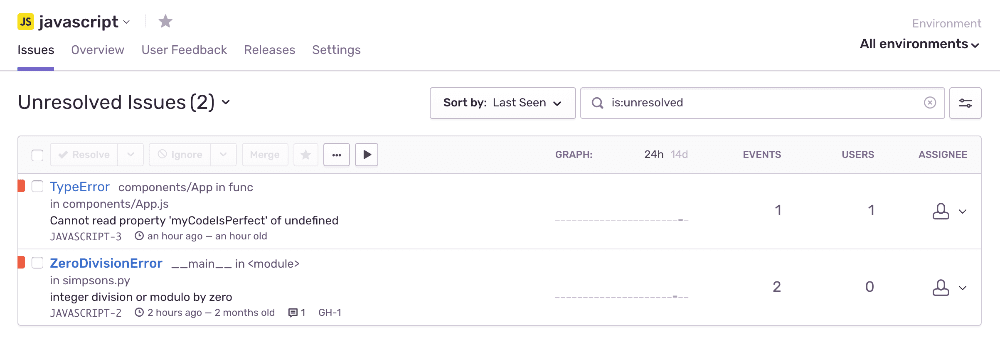 JS javascript
Environment
All environments
Issues Overview User Feedback Releases Settings
Unresolved Issues (2)
Sort by: Last Seen
is:unresolved
Resolve Ignore Merge GRAPH: 24h 14d EVENTS USERS ASSIGNEE
TypeError components/App in func
in components/App.js
Cannot read property 'myCodeIsPerfect' of undefined
1 1
JAVASCRIPT-3 an hour ago — an hour old
ZeroDivisionError __main__ in <module>
in simpsons.py
integer division or modulo by zero
2 0
JAVASCRIPT-2 2 hours ago — 2 months old 1 GH-1